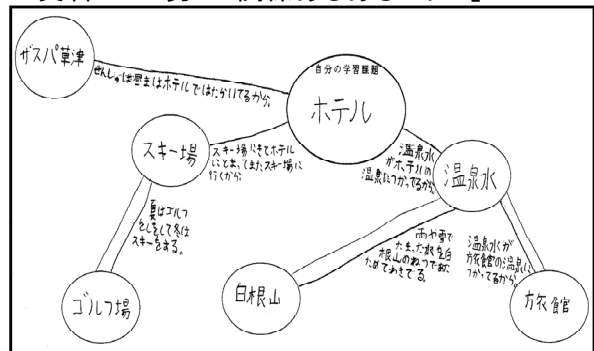 ザスパ草津
せんしゅは昼まはホテルではたらいてるから。
自分の学習課題
ホテル
スキー場
スキー場にきてホテル
にとまってまたスキー場に
行くから。
温泉水
がホテルの
温泉につかってるから。
温泉水
夏はゴルフ
をして冬は
スキーをする。
雨や雪で
たまった水を白
根山のねつであた
ためておきてる。
温泉水が
旅館の温泉に
つかってるから。
ゴルフ場
白根山
旅館